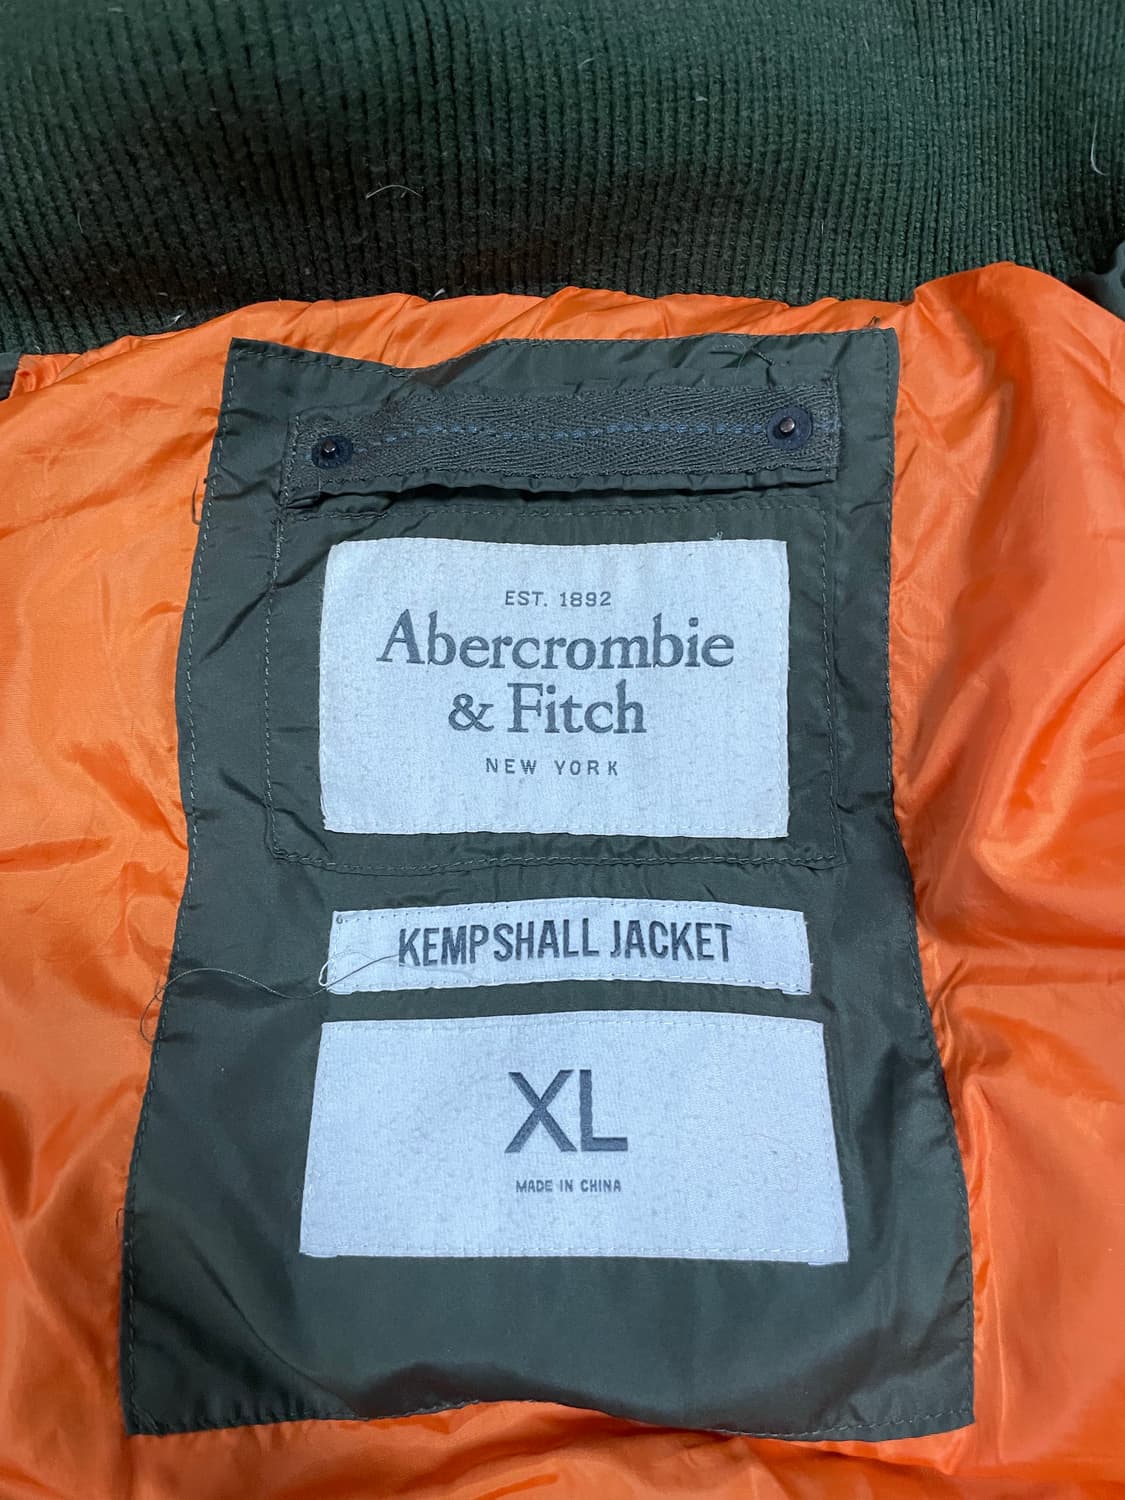 EST. 1892
Abercrombie
& Fitch
NEW YORK
KEMPSHALL JACKET
XL
MADE IN CHINA